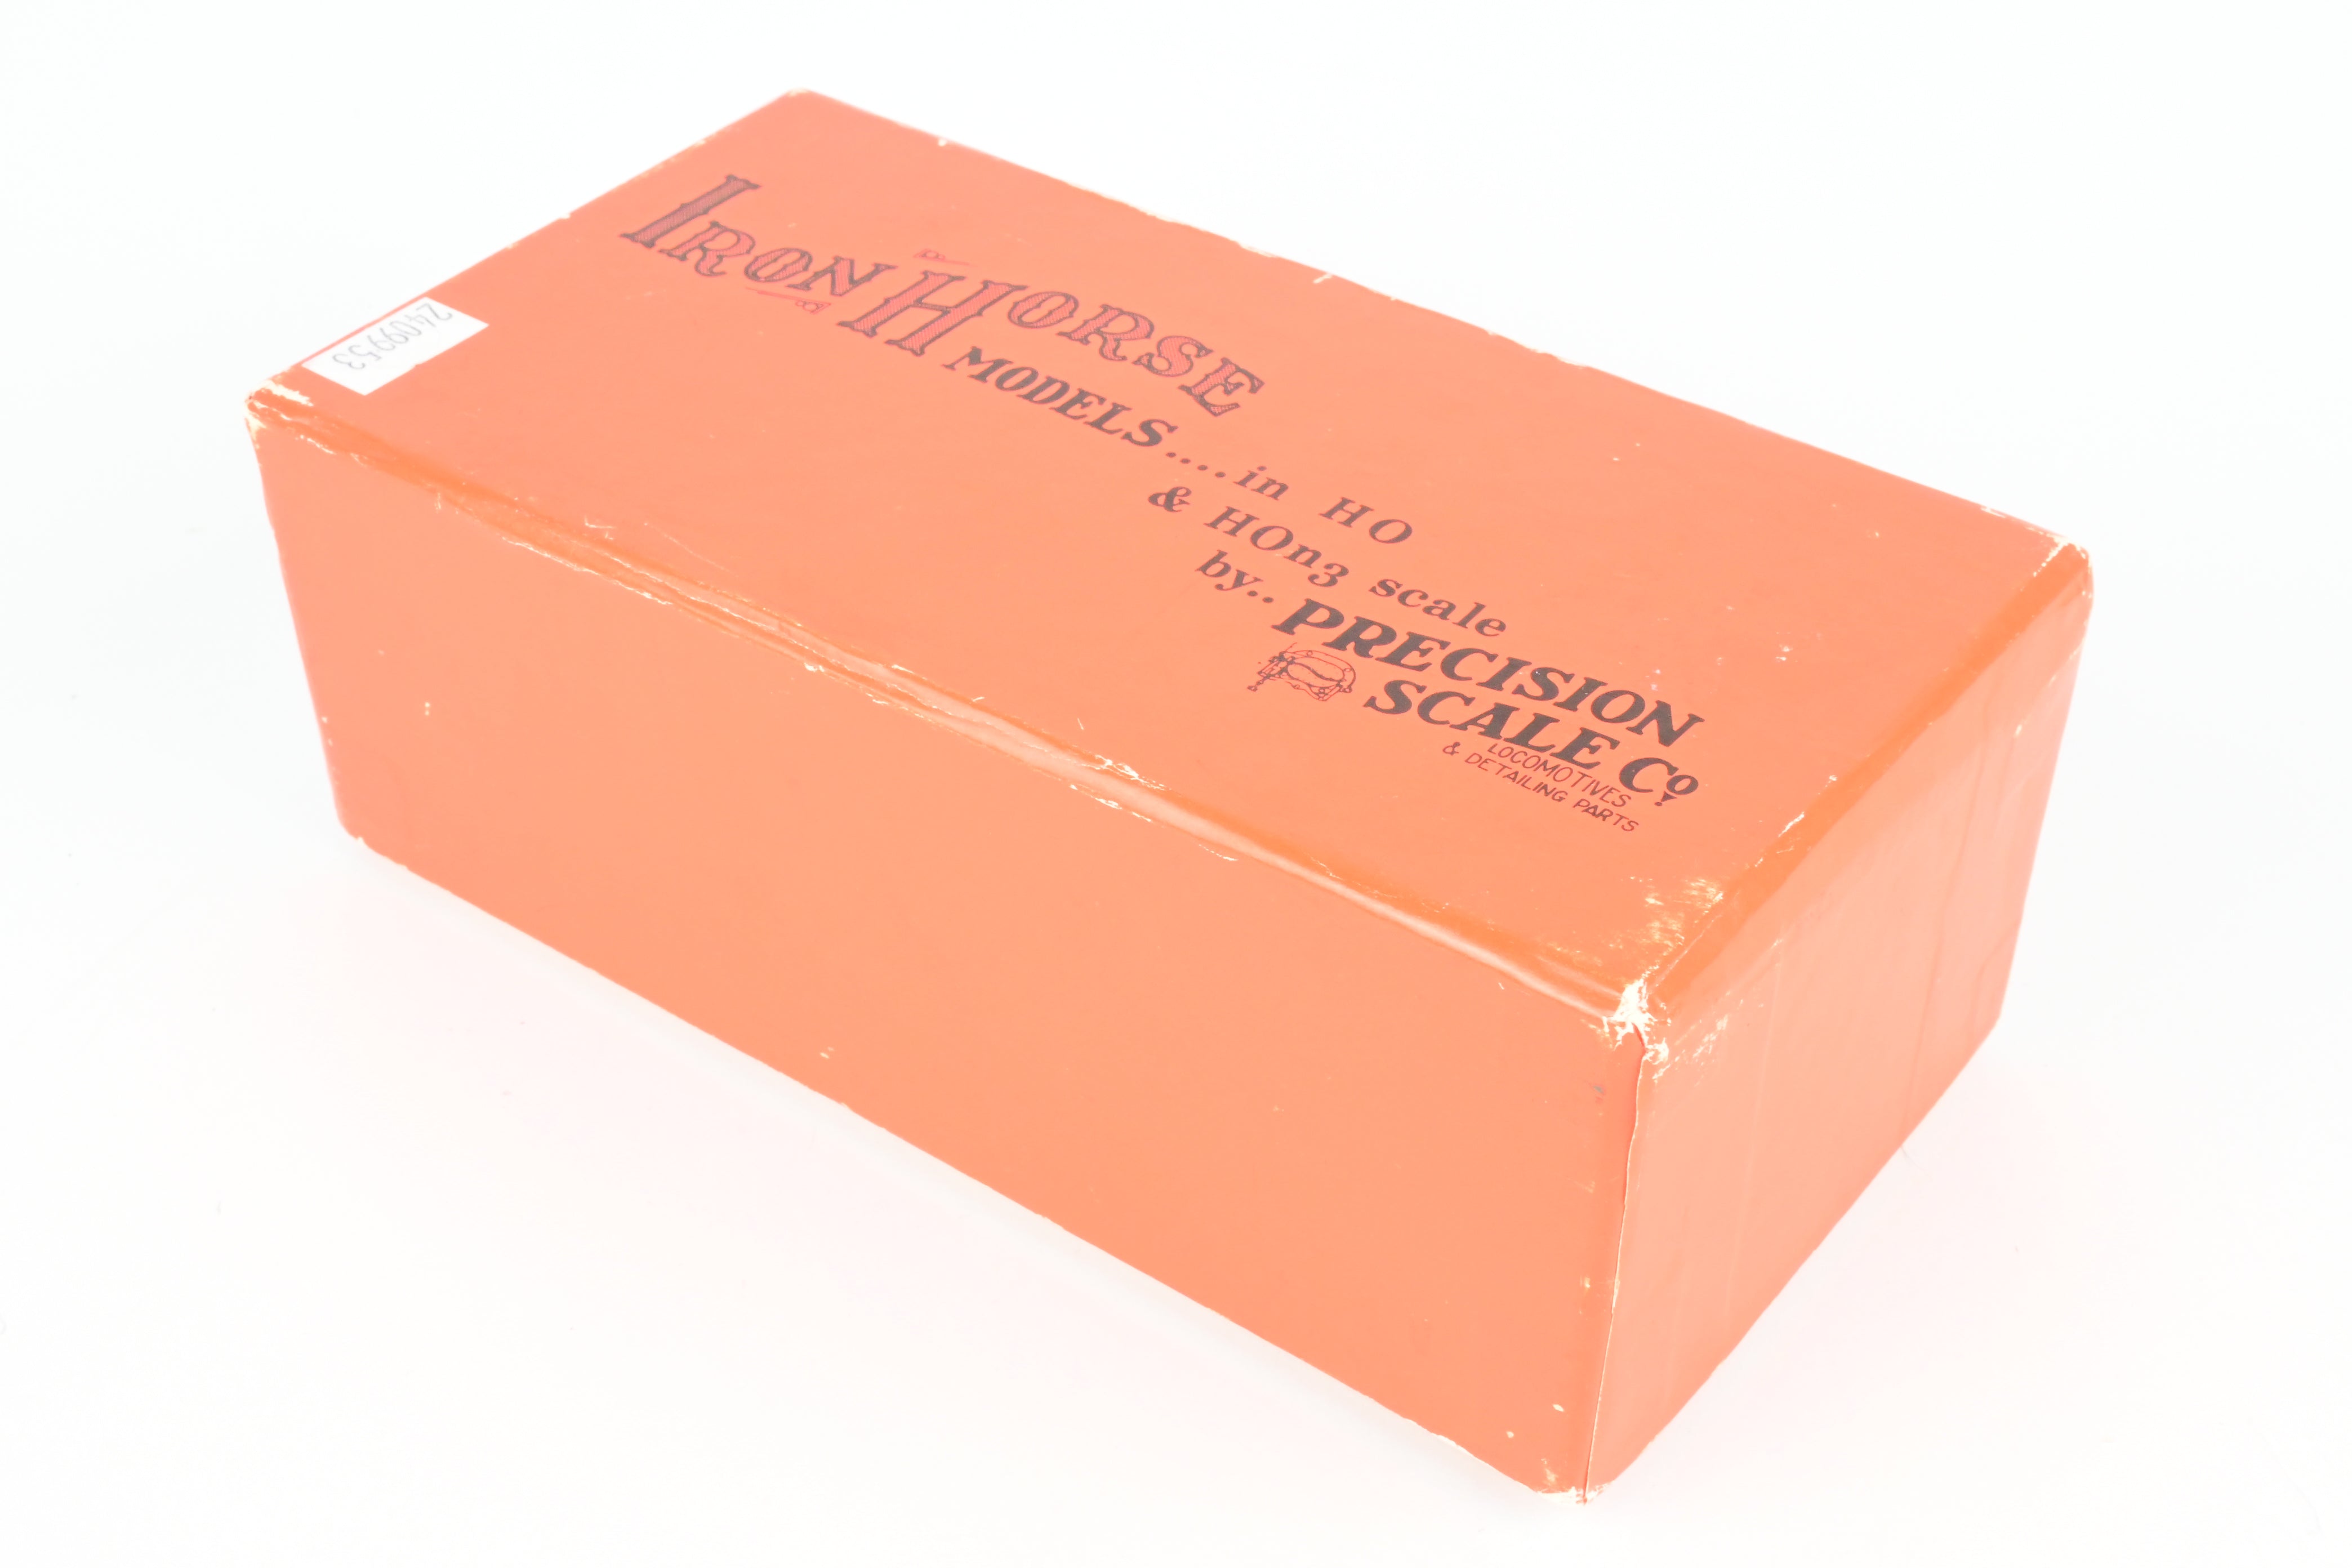 IRON HORSE
MODELS....in HO
& HOn3 scale
by.. PRECISION
SCALE Co
LOCOMOTIVES
& DETAILING PARTS
2409953